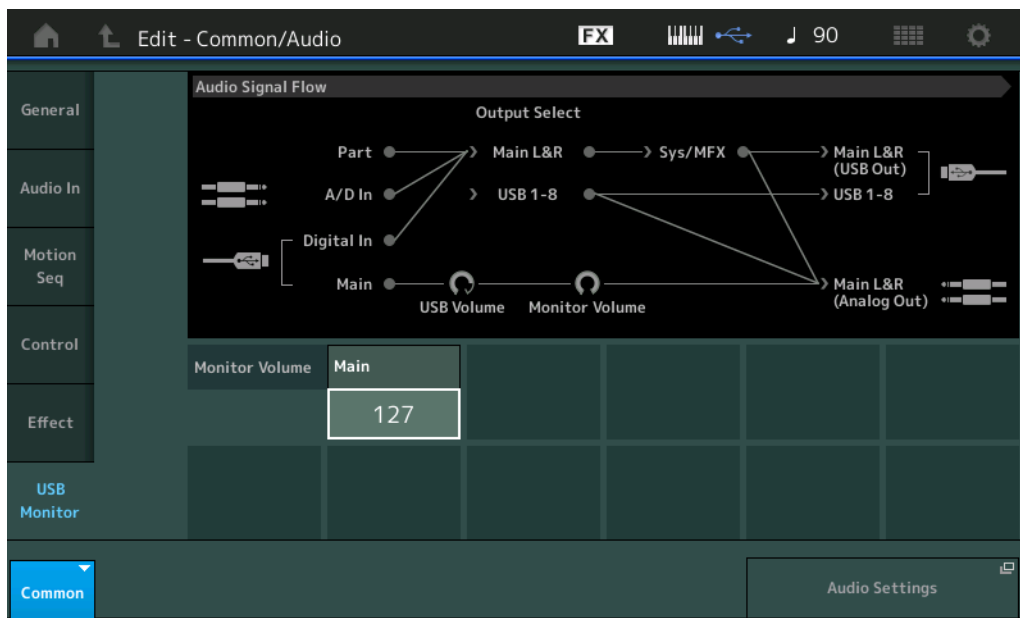 Edit - Common/Audio FX 90
General
Audio In
Motion
Seq
Control
Effect
USB
Monitor
Common
Audio Signal Flow
Output Select
Part Main L&R Sys/MFX Main L&R
(USB Out)
A/D In USB 1-8 USB 1-8
Digital In
Main Main L&R
(Analog Out)
USB Volume Monitor Volume
Monitor Volume Main
127
Audio Settings